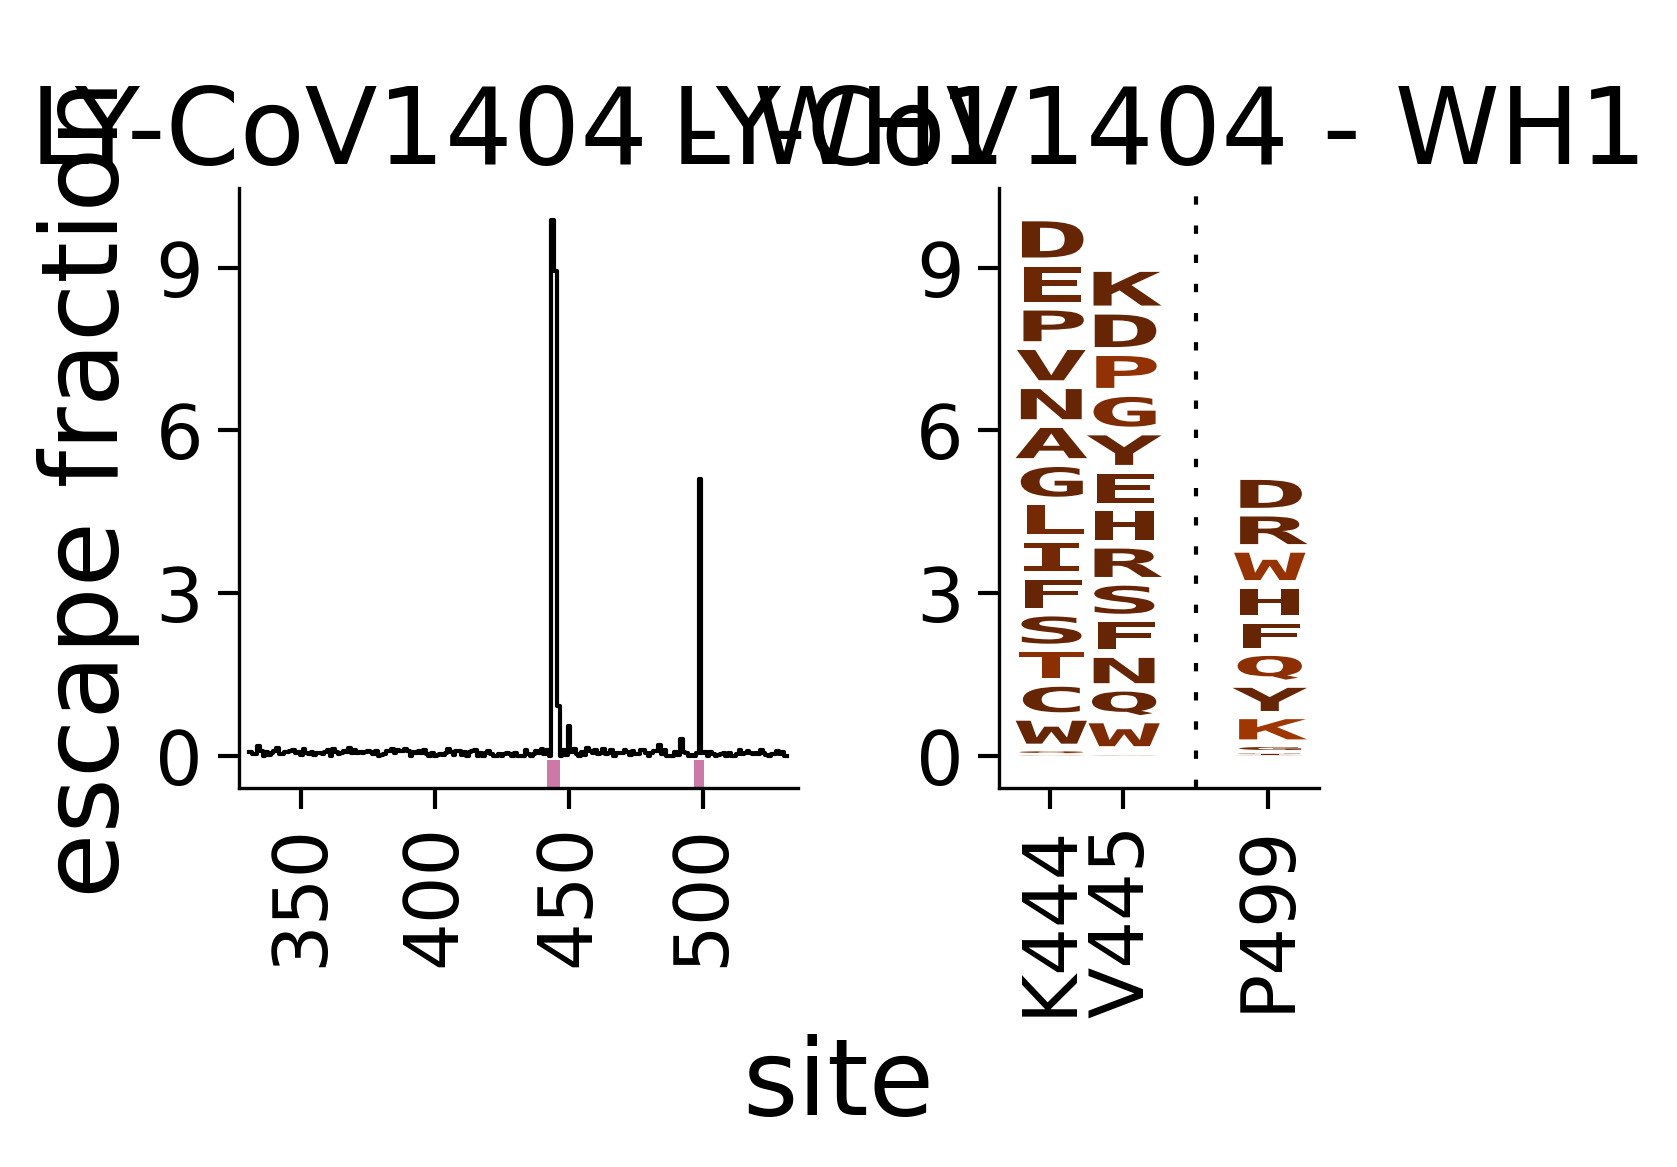 LY-CoV1404 - WH1
LY-CoV1404 - WH1
escape fraction
9
6
3
0
350
400
450
500
9
6
3
0
D
E
P
V
N
A
G
L
I
F
S
T
C
W
K
D
P
G
Y
E
H
R
S
F
N
Q
W
D
R
W
H
F
Q
Y
K
K444
V445
P499
site